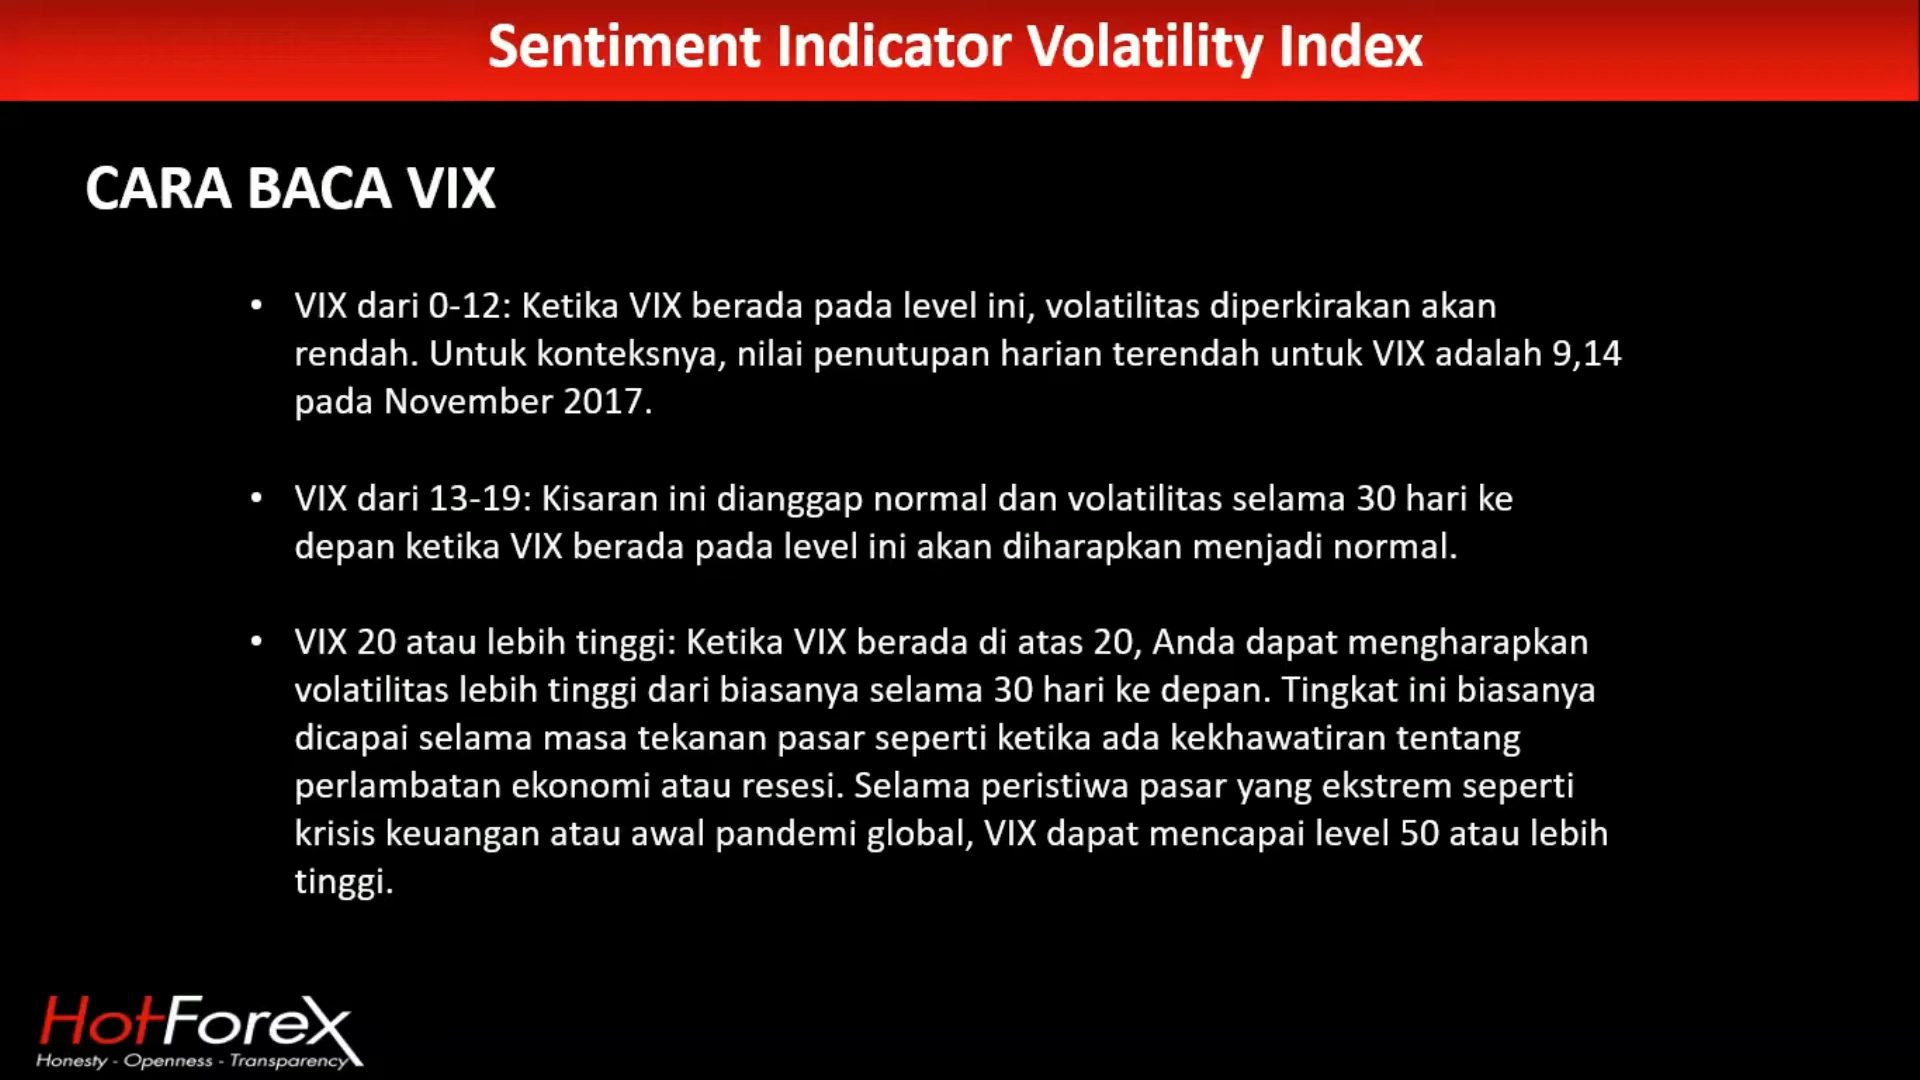 Sentiment Indicator Volatility Index
CARA BACA VIX
• VIX dari 0-12: Ketika VIX berada pada level ini, volatilitas diperkirakan akan
rendah. Untuk konteksnya, nilai penutupan harian terendah untuk VIX adalah 9,14
pada November 2017.
• VIX dari 13-19: Kisaran ini dianggap normal dan volatilitas selama 30 hari ke
depan ketika VIX berada pada level ini akan diharapkan menjadi normal.
• VIX 20 atau lebih tinggi: Ketika VIX berada di atas 20, Anda dapat mengharapkan
volatilitas lebih tinggi dari biasanya selama 30 hari ke depan. Tingkat ini biasanya
dicapai selama masa tekanan pasar seperti ketika ada kekhawatiran tentang
perlambatan ekonomi atau resesi. Selama peristiwa pasar yang ekstrem seperti
krisis keuangan atau awal pandemi global, VIX dapat mencapai level 50 atau lebih
tinggi.
HotForex
Honesty - Openness - Transparency